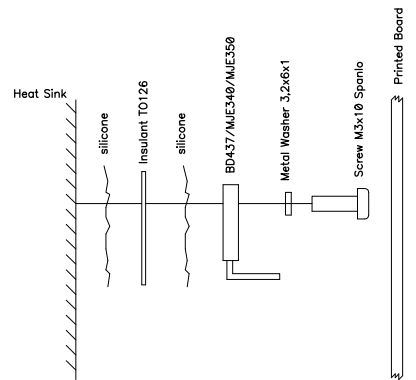 Heat Sink
silicone
Insulant TO126
silicone
BD437/MJE340/MJE350
Metal Washer 3,2x6x1
Screw M3x10 Spanlo
Printed Board